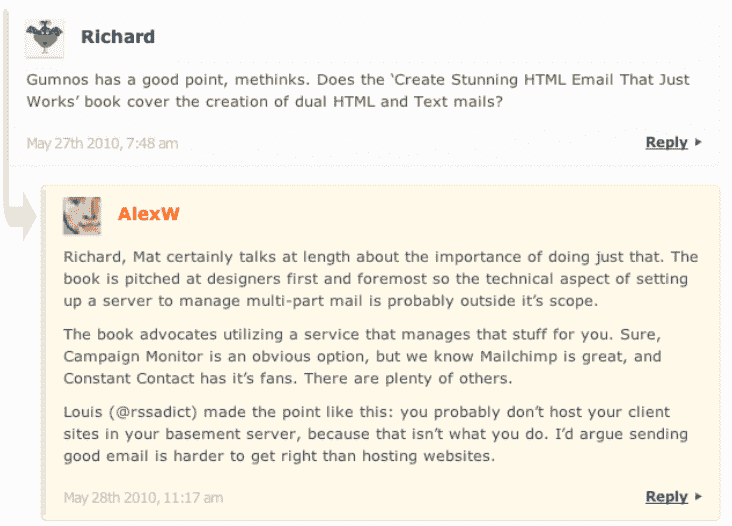 Richard
Gumnos has a good point, methinks. Does the ‘Create Stunning HTML Email That Just
Works’ book cover the creation of dual HTML and Text mails?
May 27th 2010, 7:48 am
Reply
AlexW
Richard, Mat certainly talks at length about the importance of doing just that. The
book is pitched at designers first and foremost so the technical aspect of setting
up a server to manage multi-part mail is probably outside it’s scope.
The book advocates utilizing a service that manages that stuff for you. Sure,
Campaign Monitor is an obvious option, but we know Mailchimp is great, and
Constant Contact has it’s fans. There are plenty of others.
Louis (@rssadict) made the point like this: you probably don’t host your client
sites in your basement server, because that isn’t what you do. I’d argue sending
good email is harder to get right than hosting websites.
May 28th 2010, 11:17 am
Reply